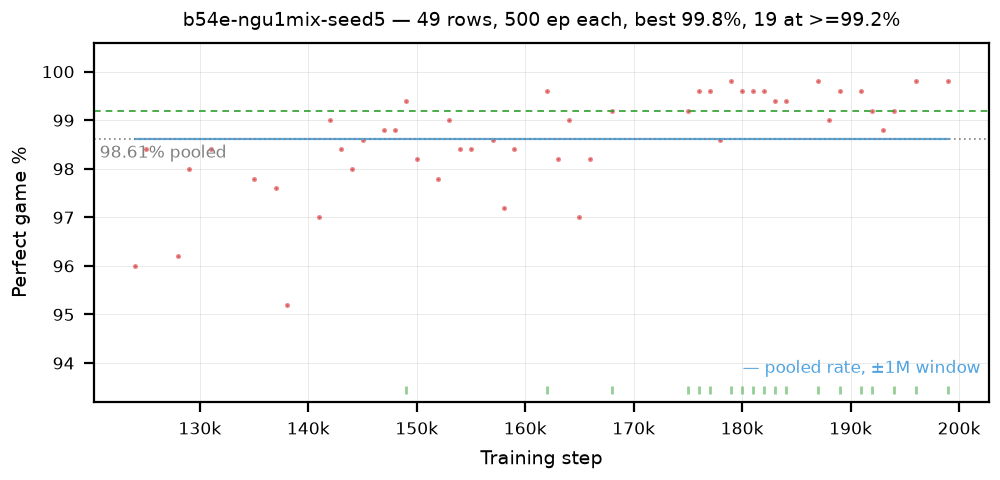 b54e-ngu1mix-seed5 — 49 rows, 500 ep each, best 99.8%, 19 at >=99.2%
Perfect game %
100
99
98
97
96
95
94
98.61% pooled
— pooled rate, ±1M window
130k
140k
150k
160k
170k
180k
190k
200k
Training step